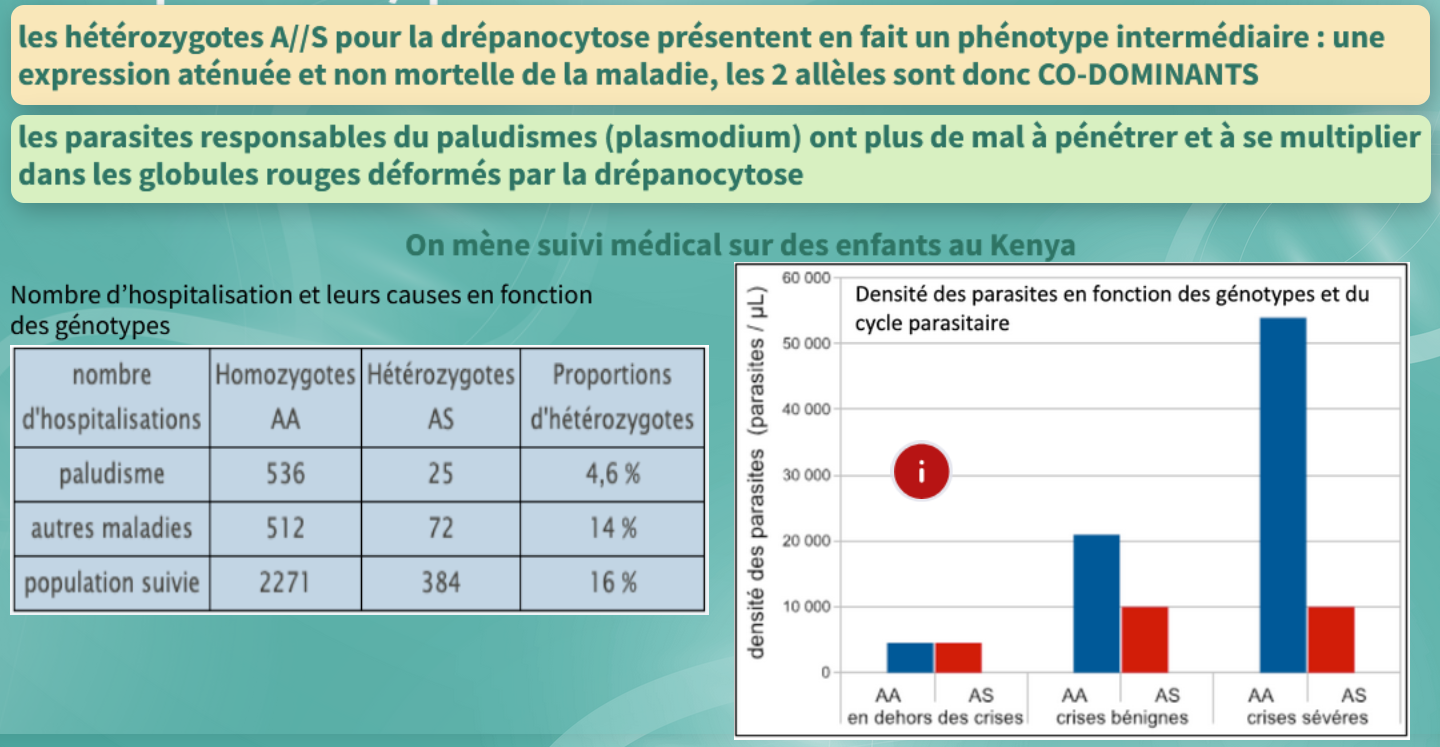 les hétérozygotes A//S pour la drépanocytose présentent en fait un phénotype intermédiaire : une
expression aténuée et non mortelle de la maladie, les 2 allèles sont donc CO-DOMINANTS
les parasites responsables du paludismes (plasmodium) ont plus de mal à pénétrer et à se multiplier
dans les globules rouges déformés par la drépanocytose
On mène suivi médical sur des enfants au Kenya
Nombre d'hospitalisation et leurs causes en fonction
des génotypes
nombre d'hospitalisations Homozygotes AA Hétérozygotes AS Proportions d'hétérozygotes
paludisme 536 25 4,6 %
autres maladies 512 72 14 %
population suivie 2271 384 16 %
Densité des parasites en fonction des génotypes et du
cycle parasitaire
densité des parasites (parasites / µL)
60 000
50 000
40 000
30 000
20 000
10 000
0
i
AA AS AA AS AA AS
en dehors des crises crises bénignes crises sévéres